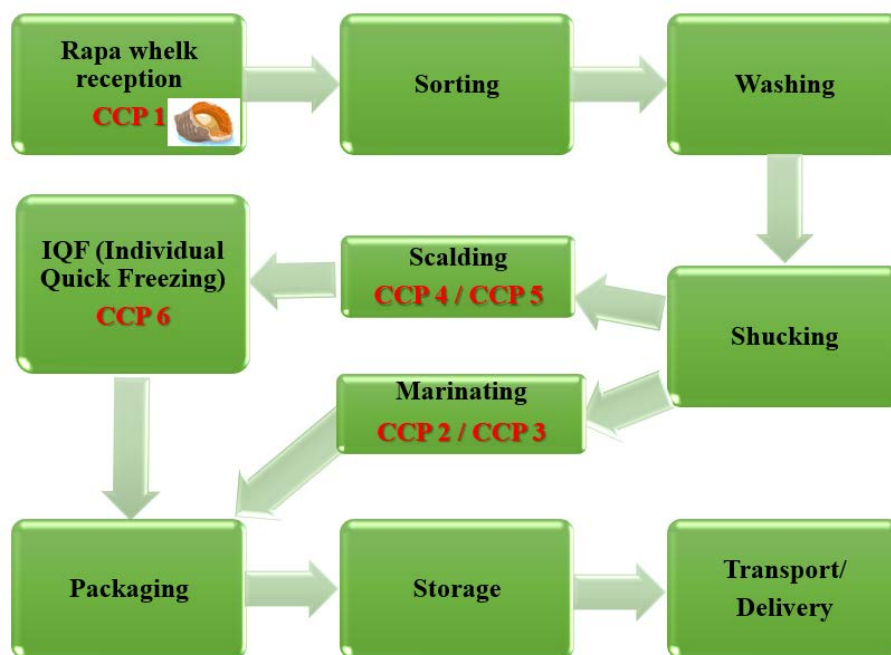 Rapa whelk
reception
CCP 1
Sorting
Washing
IQF (Individual
Quick Freezing)
CCP 6
Scalding
CCP 4 / CCP 5
Shucking
Marinating
CCP 2 / CCP 3
Packaging
Storage
Transport/
Delivery